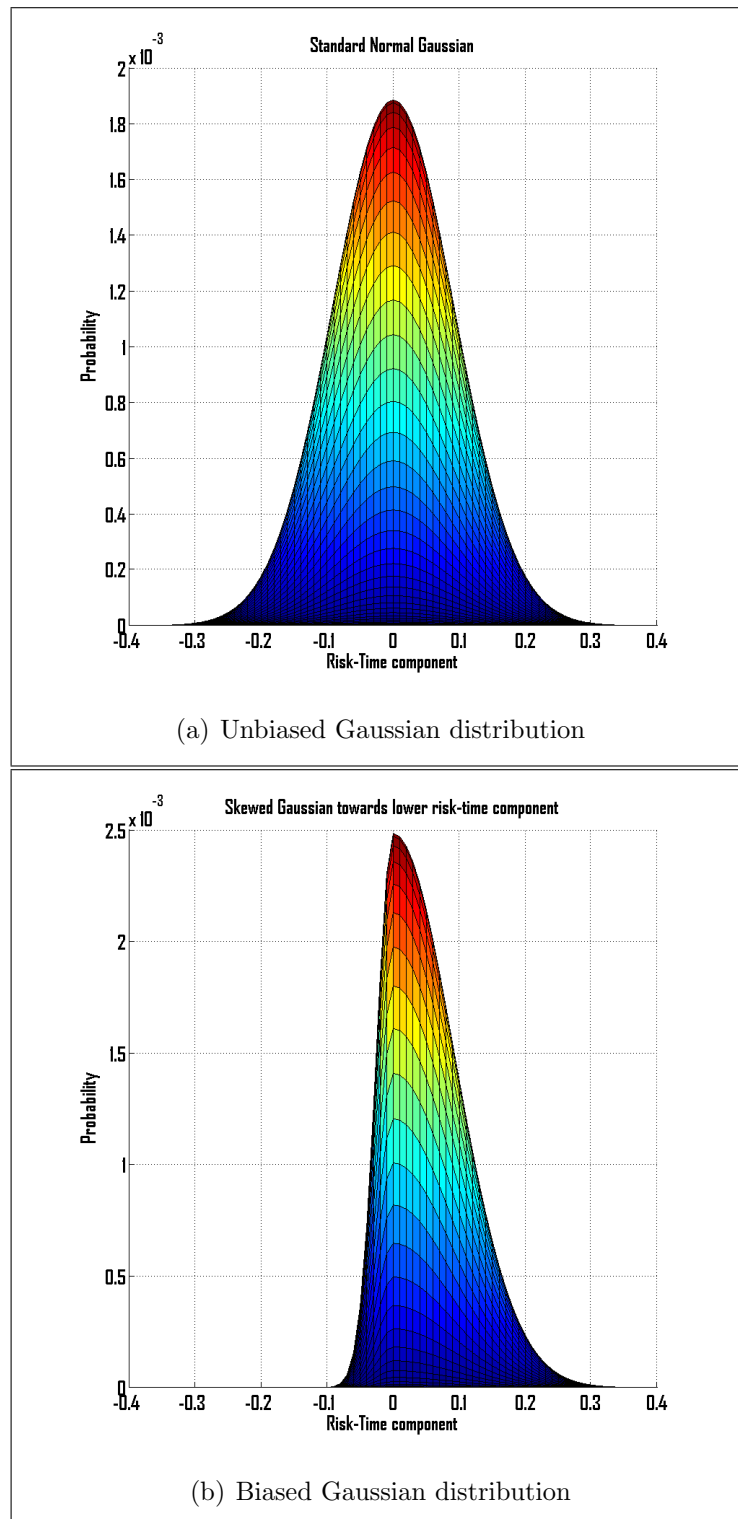 × 10 -3
Standard Normal Gaussian
2
1.8
1.6
1.4
1.2
1
0.8
0.6
0.4
0.2
0
Probability
-0.4 -0.3 -0.2 -0.1 0 0.1 0.2 0.3 0.4
Risk-Time component
(a) Unbiased Gaussian distribution
× 10 -3
Skewed Gaussian towards lower risk-time component
2.5
2
1.5
1
0.5
0
Probability
-0.4 -0.3 -0.2 -0.1 0 0.1 0.2 0.3 0.4
Risk-Time component
(b) Biased Gaussian distribution